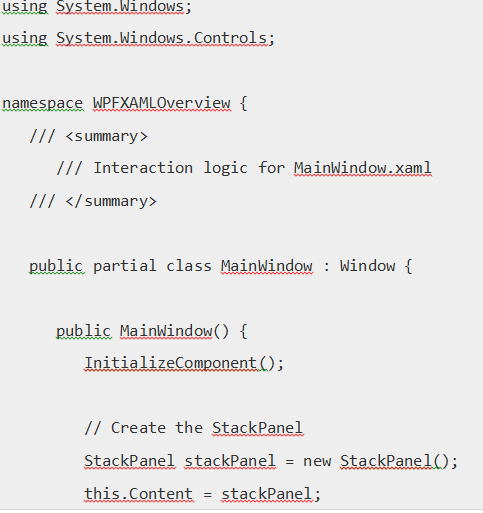 using System.Windows;
using System.Windows.Controls;
namespace WPFXAMLOverview {
/// <summary>
/// Interaction logic for MainWindow.xaml
/// </summary>
public partial class MainWindow : Window {
public MainWindow() {
InitializeComponent();
// Create the StackPanel
StackPanel stackPanel = new StackPanel();
this.Content = stackPanel;